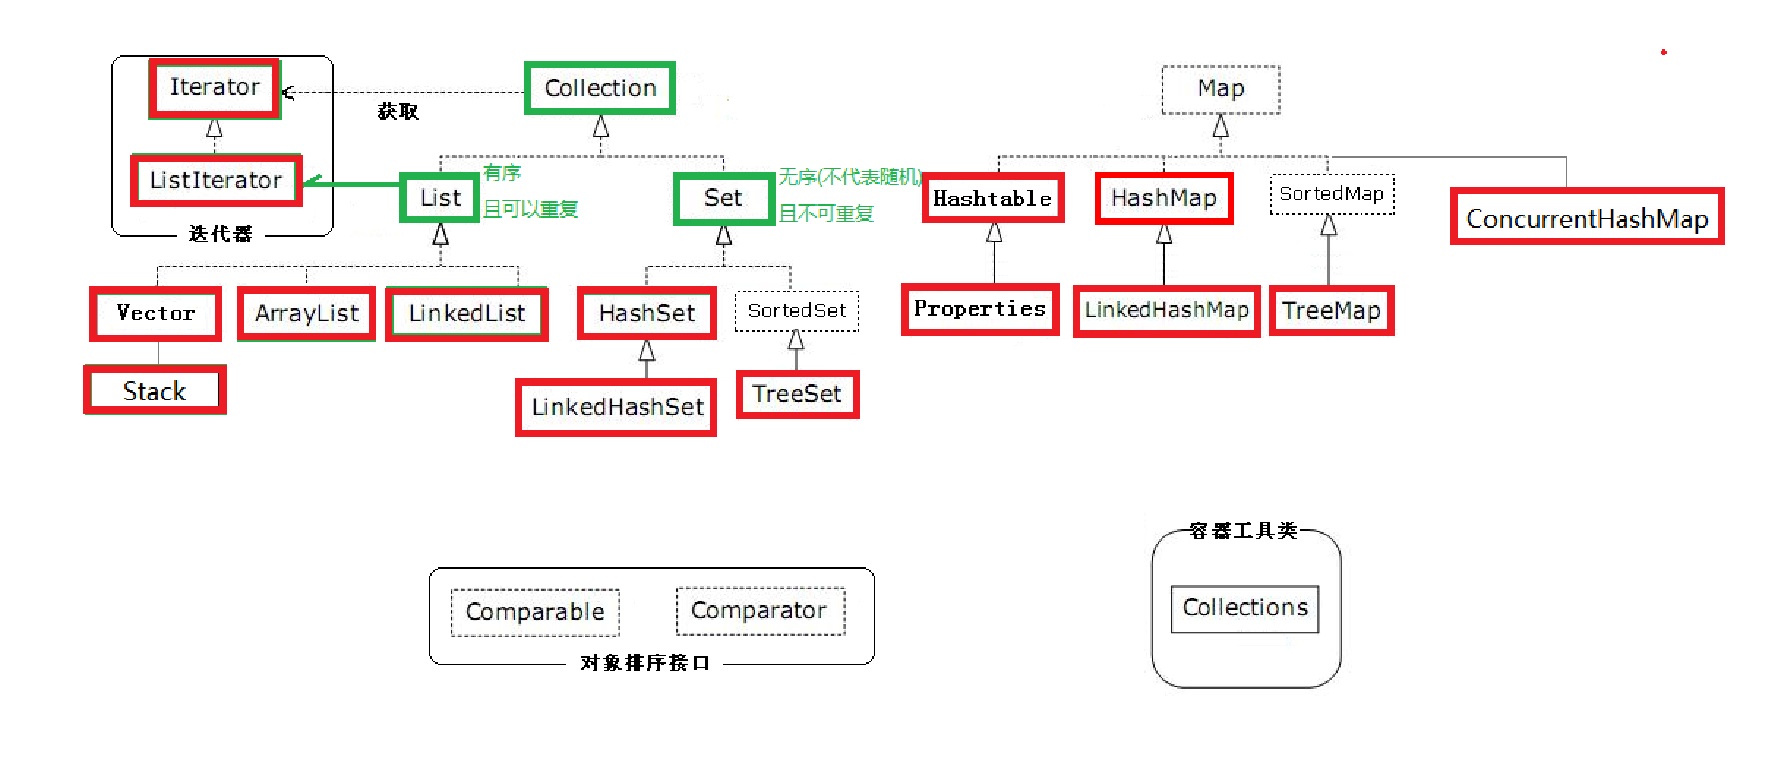 Iterator
Collection
Map
获取
ListIterator
List
有序
且可以重复
Set
无序(不代表随机)
且不可重复
Hashtable
HashMap
SortedMap
ConcurrentHashMap
迭代器
Vector
ArrayList
LinkedList
HashSet
SortedSet
Properties
LinkedHashMap
TreeMap
Stack
LinkedHashSet
TreeSet
容器工具类
Collections
Comparable
Comparator
对象排序接口